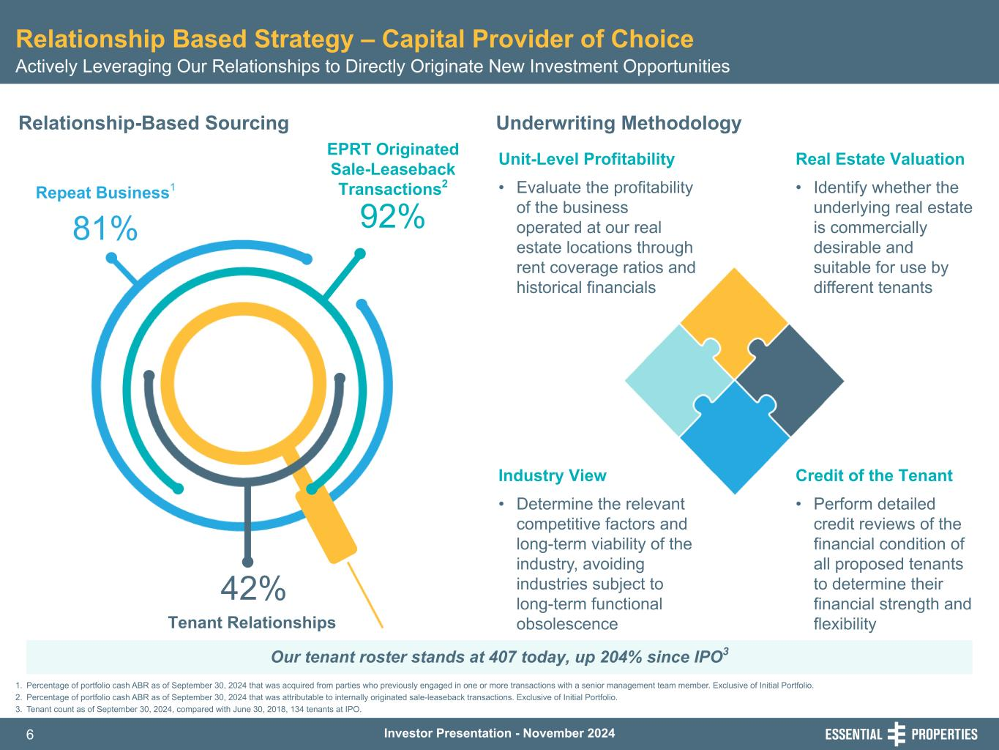 Relationship Based Strategy – Capital Provider of Choice
Actively Leveraging Our Relationships to Directly Originate New Investment Opportunities
Relationship-Based Sourcing
EPRT Originated
Sale-Leaseback
Transactions2
92%
Repeat Business1
81%
42%
Tenant Relationships
Underwriting Methodology
Unit-Level Profitability
• Evaluate the profitability
of the business
operated at our real
estate locations through
rent coverage ratios and
historical financials
Real Estate Valuation
• Identify whether the
underlying real estate
is commercially
desirable and
suitable for use by
different tenants
Industry View
• Determine the relevant
competitive factors and
long-term viability of the
industry, avoiding
industries subject to
long-term functional
obsolescence
Credit of the Tenant
• Perform detailed
credit reviews of the
financial condition of
all proposed tenants
to determine their
financial strength and
flexibility
Our tenant roster stands at 407 today, up 204% since IPO3
1. Percentage of portfolio cash ABR as of September 30, 2024 that was acquired from parties who previously engaged in one or more transactions with a senior management team member. Exclusive of Initial Portfolio.
2. Percentage of portfolio cash ABR as of September 30, 2024 that was attributable to internally originated sale-leaseback transactions. Exclusive of Initial Portfolio.
3. Tenant count as of September 30, 2024, compared with June 30, 2018, 134 tenants at IPO.
6
Investor Presentation - November 2024
ESSENTIAL PROPERTIES